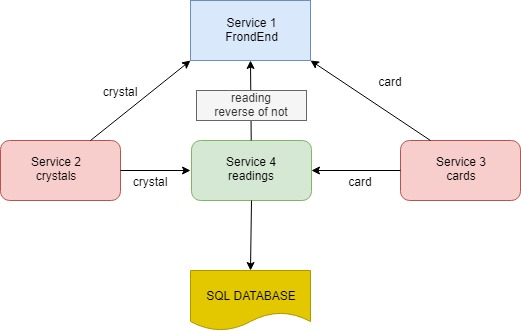 Service 1
FrondEnd
crystal
card
reading
reverse of not
Service 2
crystals
crystal
Service 4
readings
card
Service 3
cards
SQL DATABASE